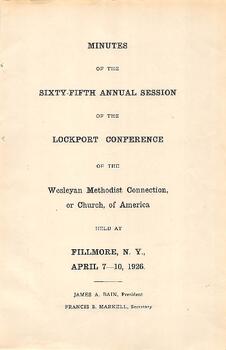 MINUTES
OF THE
SIXTY-FIFTH ANNUAL SESSION
OF THE
LOCKPORT CONFERENCE
OF THE
Wesleyan Methodist Connection,
or Church, of America
HELD AT
FILLMORE, N. Y.,
APRIL 7—10, 1926.
JAMES A. BAIN, President
FRANCIS B. MARKELL, Secretary